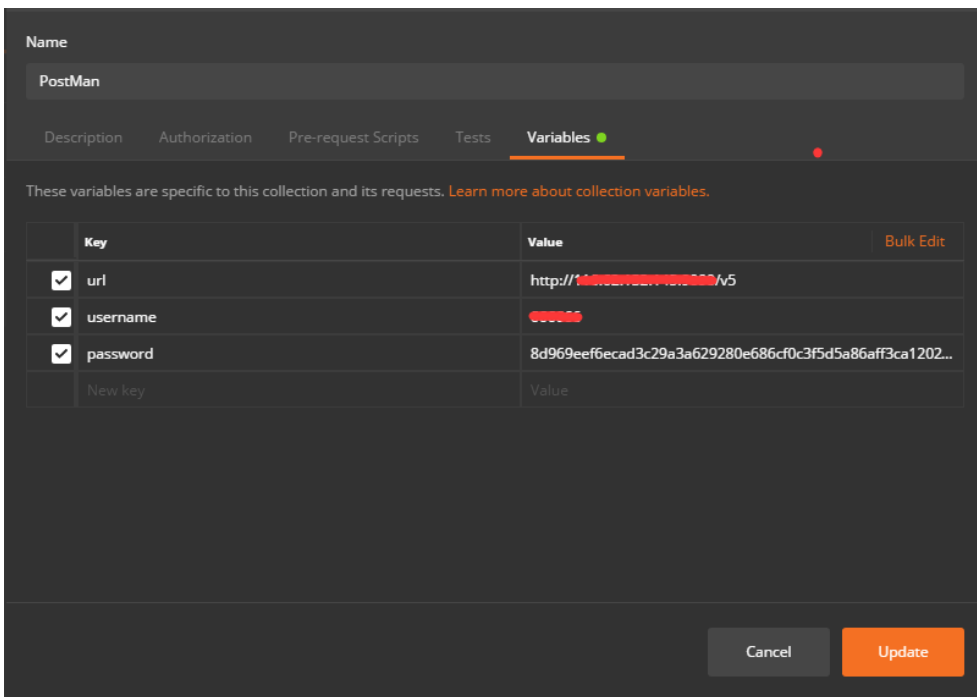 Name
PostMan
Description Authorization Pre-request Scripts Tests Variables
These variables are specific to this collection and its requests. Learn more about collection variables.
Key Value Bulk Edit
url http:// /v5
username
password 8d969eef6ecad3c29a3a629280e686cf0c3f5d5a86aff3ca1202...
New key Value
Cancel Update